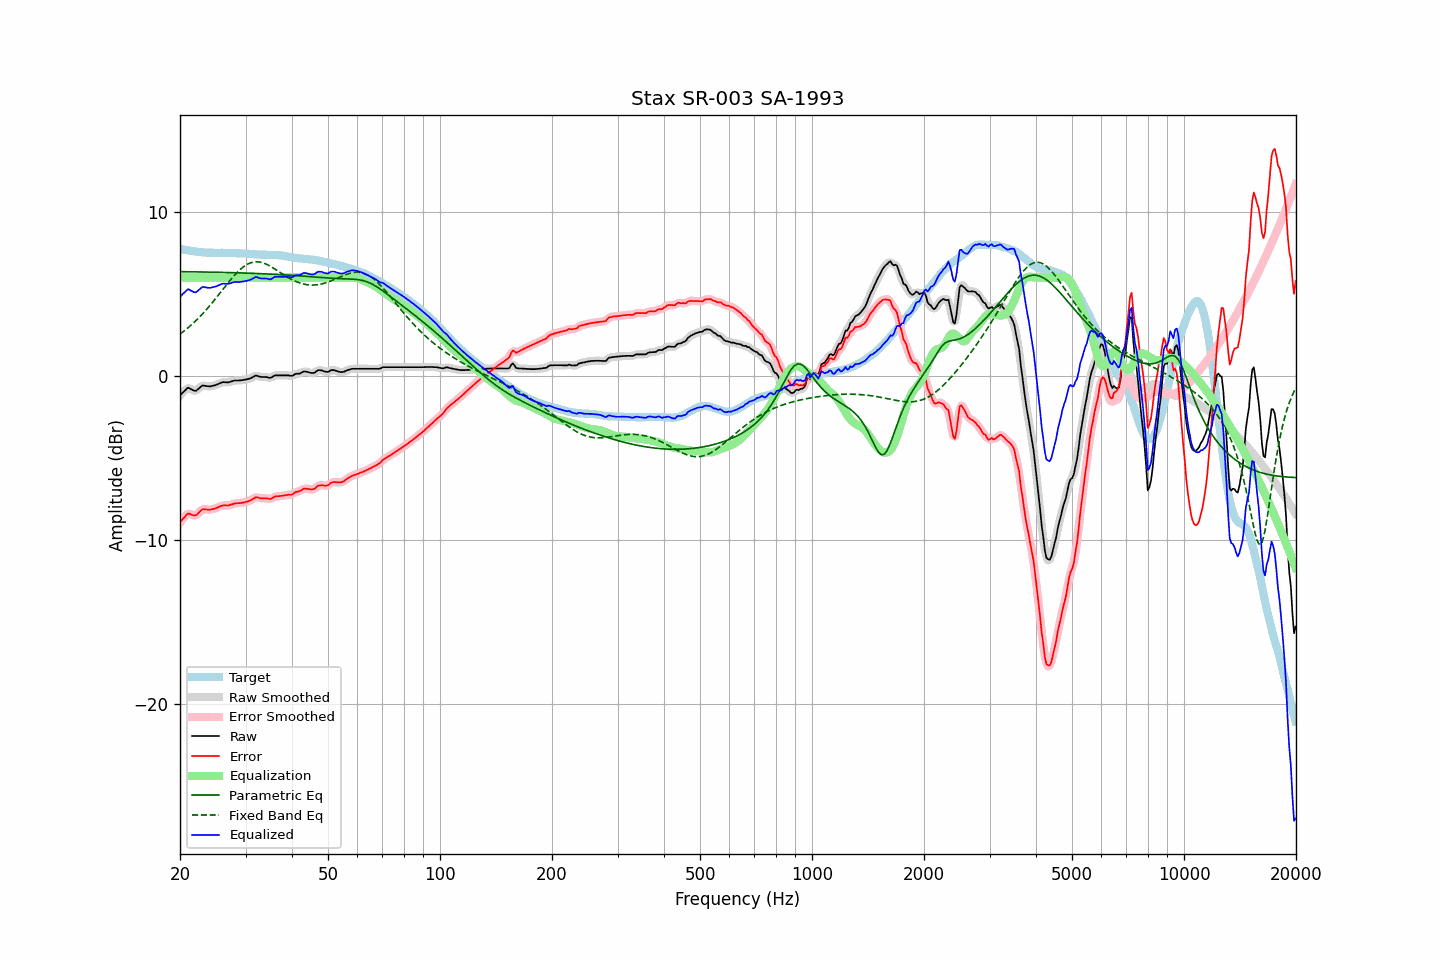 Stax SR-003 SA-1993
Amplitude (dBr)
10
0
−10
−20
Target
Raw Smoothed
Error Smoothed
Raw
Error
Equalization
Parametric Eq
Fixed Band Eq
Equalized
20 50 100 200 500 1000 2000 5000 10000 20000
Frequency (Hz)